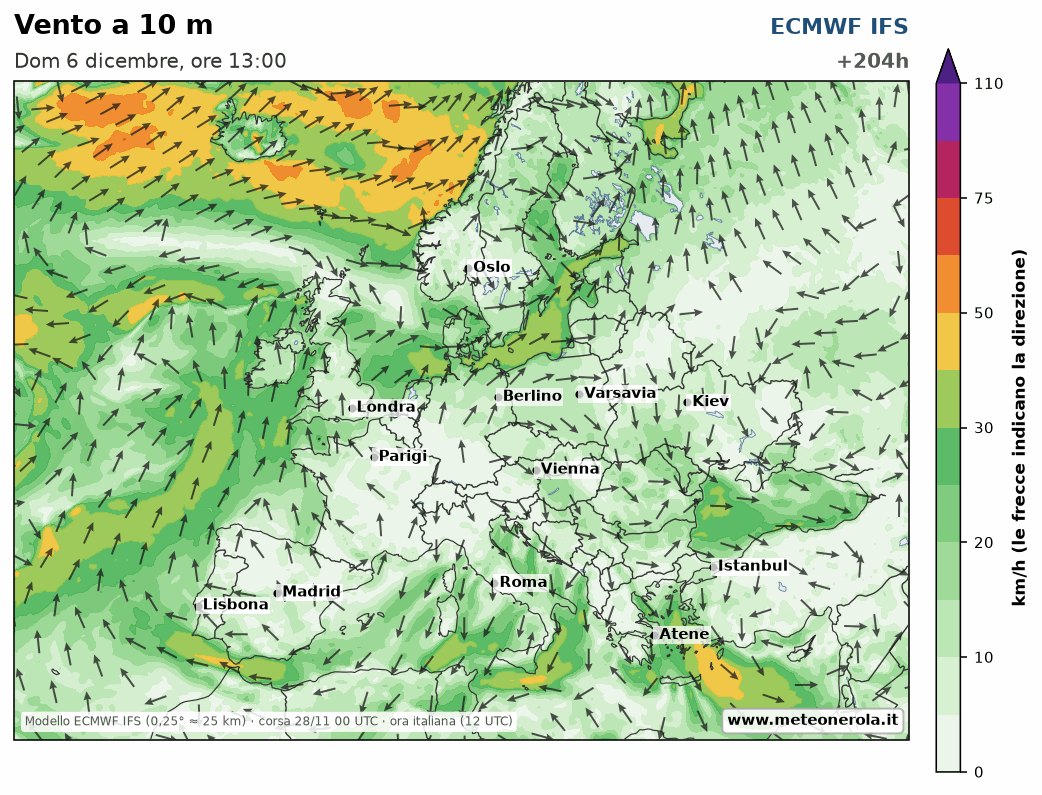 Vento a 10 m
ECMWF IFS
Dom 6 dicembre, ore 13:00
+204h
110
75
50
30
20
10
0
km/h (le frecce indicano la direzione)
Oslo
Berlino
Varsavia
Kiev
Londra
Parigi
Vienna
Istanbul
Roma
Madrid
Lisbona
Atene
Modello ECMWF IFS (0,25° ≈ 25 km) · corsa 28/11 00 UTC · ora italiana (12 UTC)
www.meteonerola.it